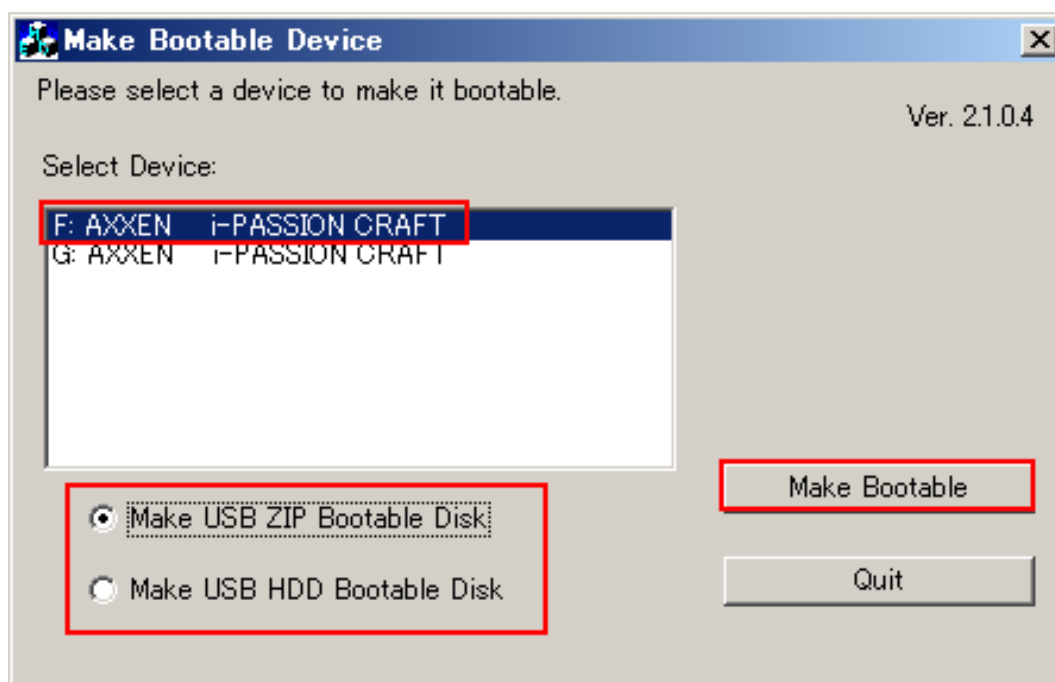 Make Bootable Device
Please select a device to make it bootable.
Ver. 2.1.0.4
Select Device:
F: AXXEN i-PASSION CRAFT
G: AXXEN i-PASSION CRAFT
Make Bootable
Make USB ZIP Bootable Disk
Make USB HDD Bootable Disk
Quit